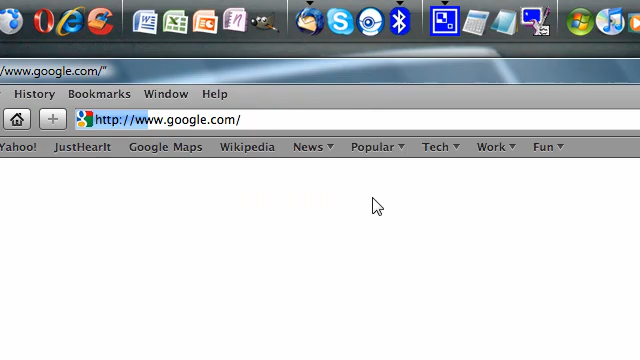 /www.google.com/"
History Bookmarks Window Help
http://www.google.com/
Yahoo! JustHearIt Google Maps Wikipedia News Popular Tech Work Fun